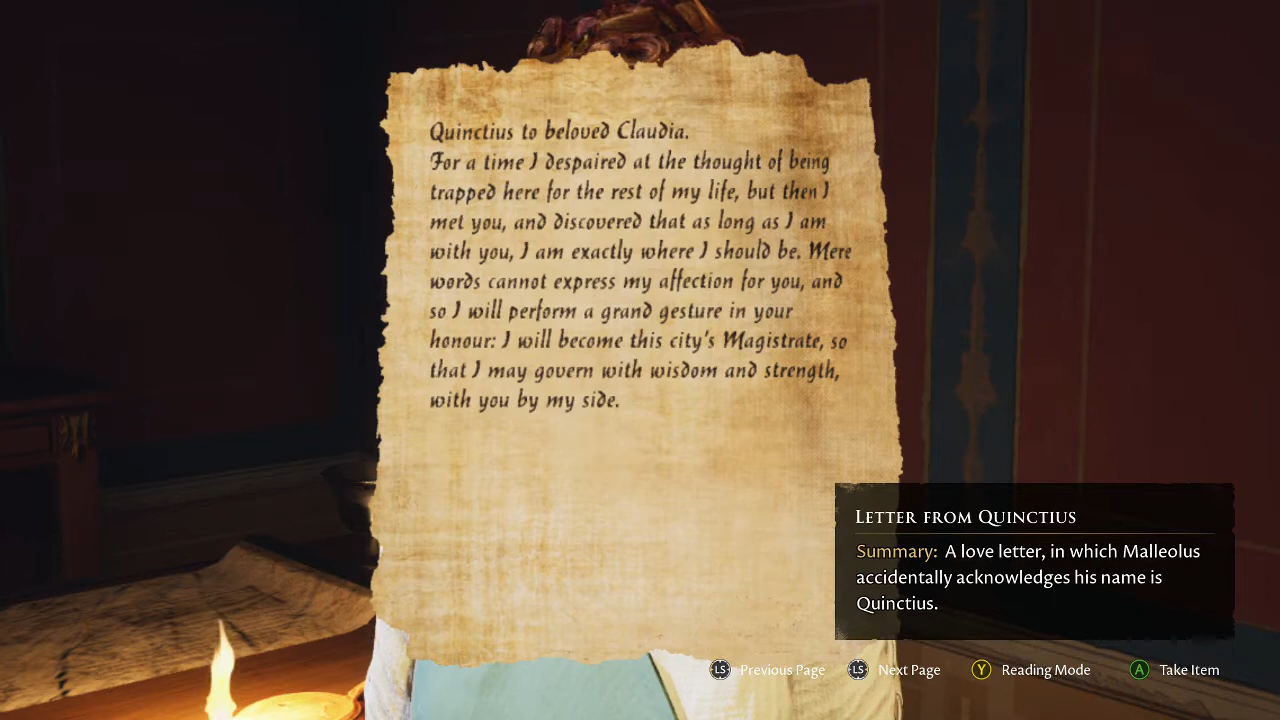 Quinctius to beloved Claudia.
For a time I despaired at the thought of being
trapped here for the rest of my life, but then I
met you, and discovered that as long as I am
with you, I am exactly where I should be. Mere
words cannot express my affection for you, and
so I will perform a grand gesture in your
honour: I will become this city's Magistrate, so
that I may govern with wisdom and strength,
with you by my side.
LETTER FROM QUINCTIUS
Summary: A love letter, in which Malleolus
accidentally acknowledges his name is
Quinctius.
LS Previous Page LS Next Page Y Reading Mode A Take Item